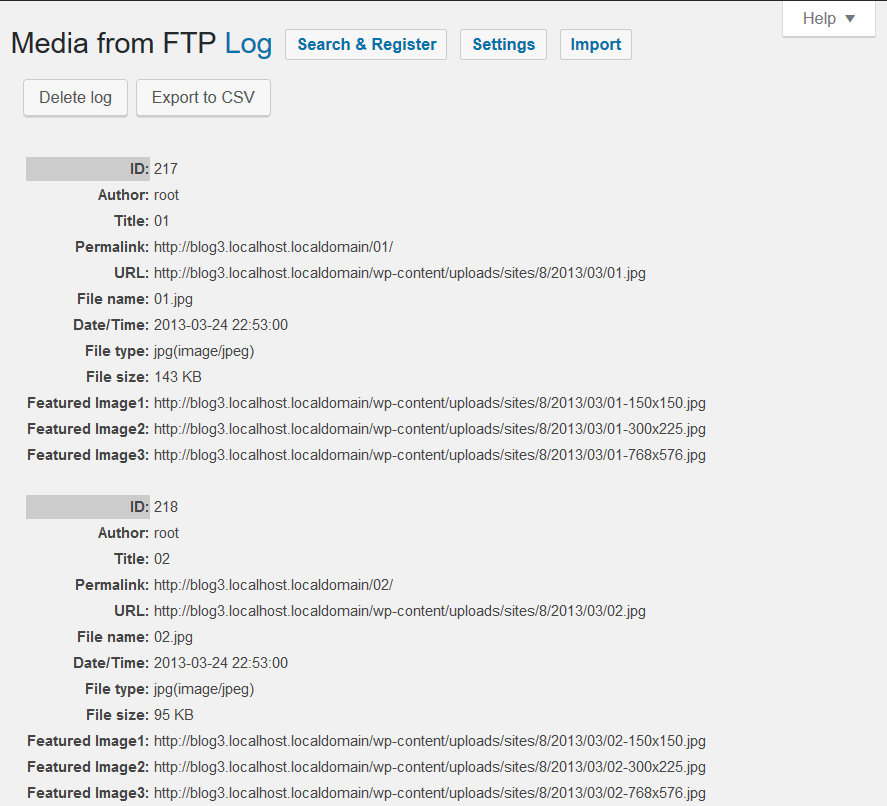 Help ▼
Media from FTP Log Search & Register Settings Import
Delete log Export to CSV
ID: 217
Author: root
Title: 01
Permalink: http://blog3.localhost.localdomain/01/
URL: http://blog3.localhost.localdomain/wp-content/uploads/sites/8/2013/03/01.jpg
File name: 01.jpg
Date/Time: 2013-03-24 22:53:00
File type: jpg(image/jpeg)
File size: 143 KB
Featured Image1: http://blog3.localhost.localdomain/wp-content/uploads/sites/8/2013/03/01-150x150.jpg
Featured Image2: http://blog3.localhost.localdomain/wp-content/uploads/sites/8/2013/03/01-300x225.jpg
Featured Image3: http://blog3.localhost.localdomain/wp-content/uploads/sites/8/2013/03/01-768x576.jpg
ID: 218
Author: root
Title: 02
Permalink: http://blog3.localhost.localdomain/02/
URL: http://blog3.localhost.localdomain/wp-content/uploads/sites/8/2013/03/02.jpg
File name: 02.jpg
Date/Time: 2013-03-24 22:53:00
File type: jpg(image/jpeg)
File size: 95 KB
Featured Image1: http://blog3.localhost.localdomain/wp-content/uploads/sites/8/2013/03/02-150x150.jpg
Featured Image2: http://blog3.localhost.localdomain/wp-content/uploads/sites/8/2013/03/02-300x225.jpg
Featured Image3: http://blog3.localhost.localdomain/wp-content/uploads/sites/8/2013/03/02-768x576.jpg